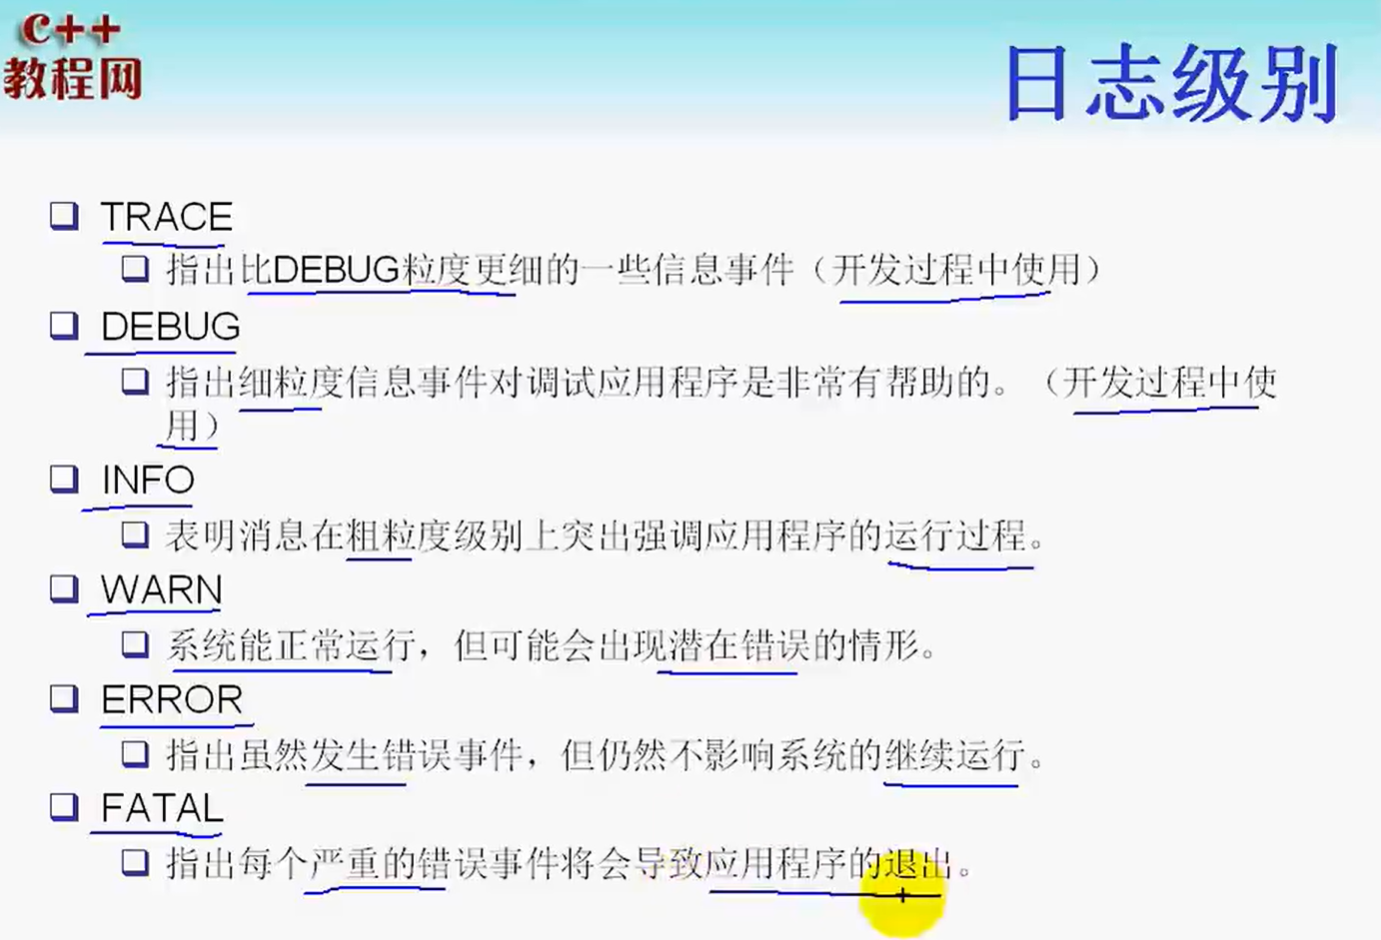 c++
教程网
日志级别
TRACE
指出比DEBUG粒度更细的一些信息事件（开发过程中使用）
DEBUG
指出细粒度信息事件对调试应用程序是非常有帮助的。（开发过程中使
用）
INFO
表明消息在粗粒度级别上突出强调应用程序的运行过程。
WARN
系统能正常运行，但可能会出现潜在错误的情形。
ERROR
指出虽然发生错误事件，但仍然不影响系统的继续运行。
FATAL
指出每个严重的错误事件将会导致应用程序的退出。